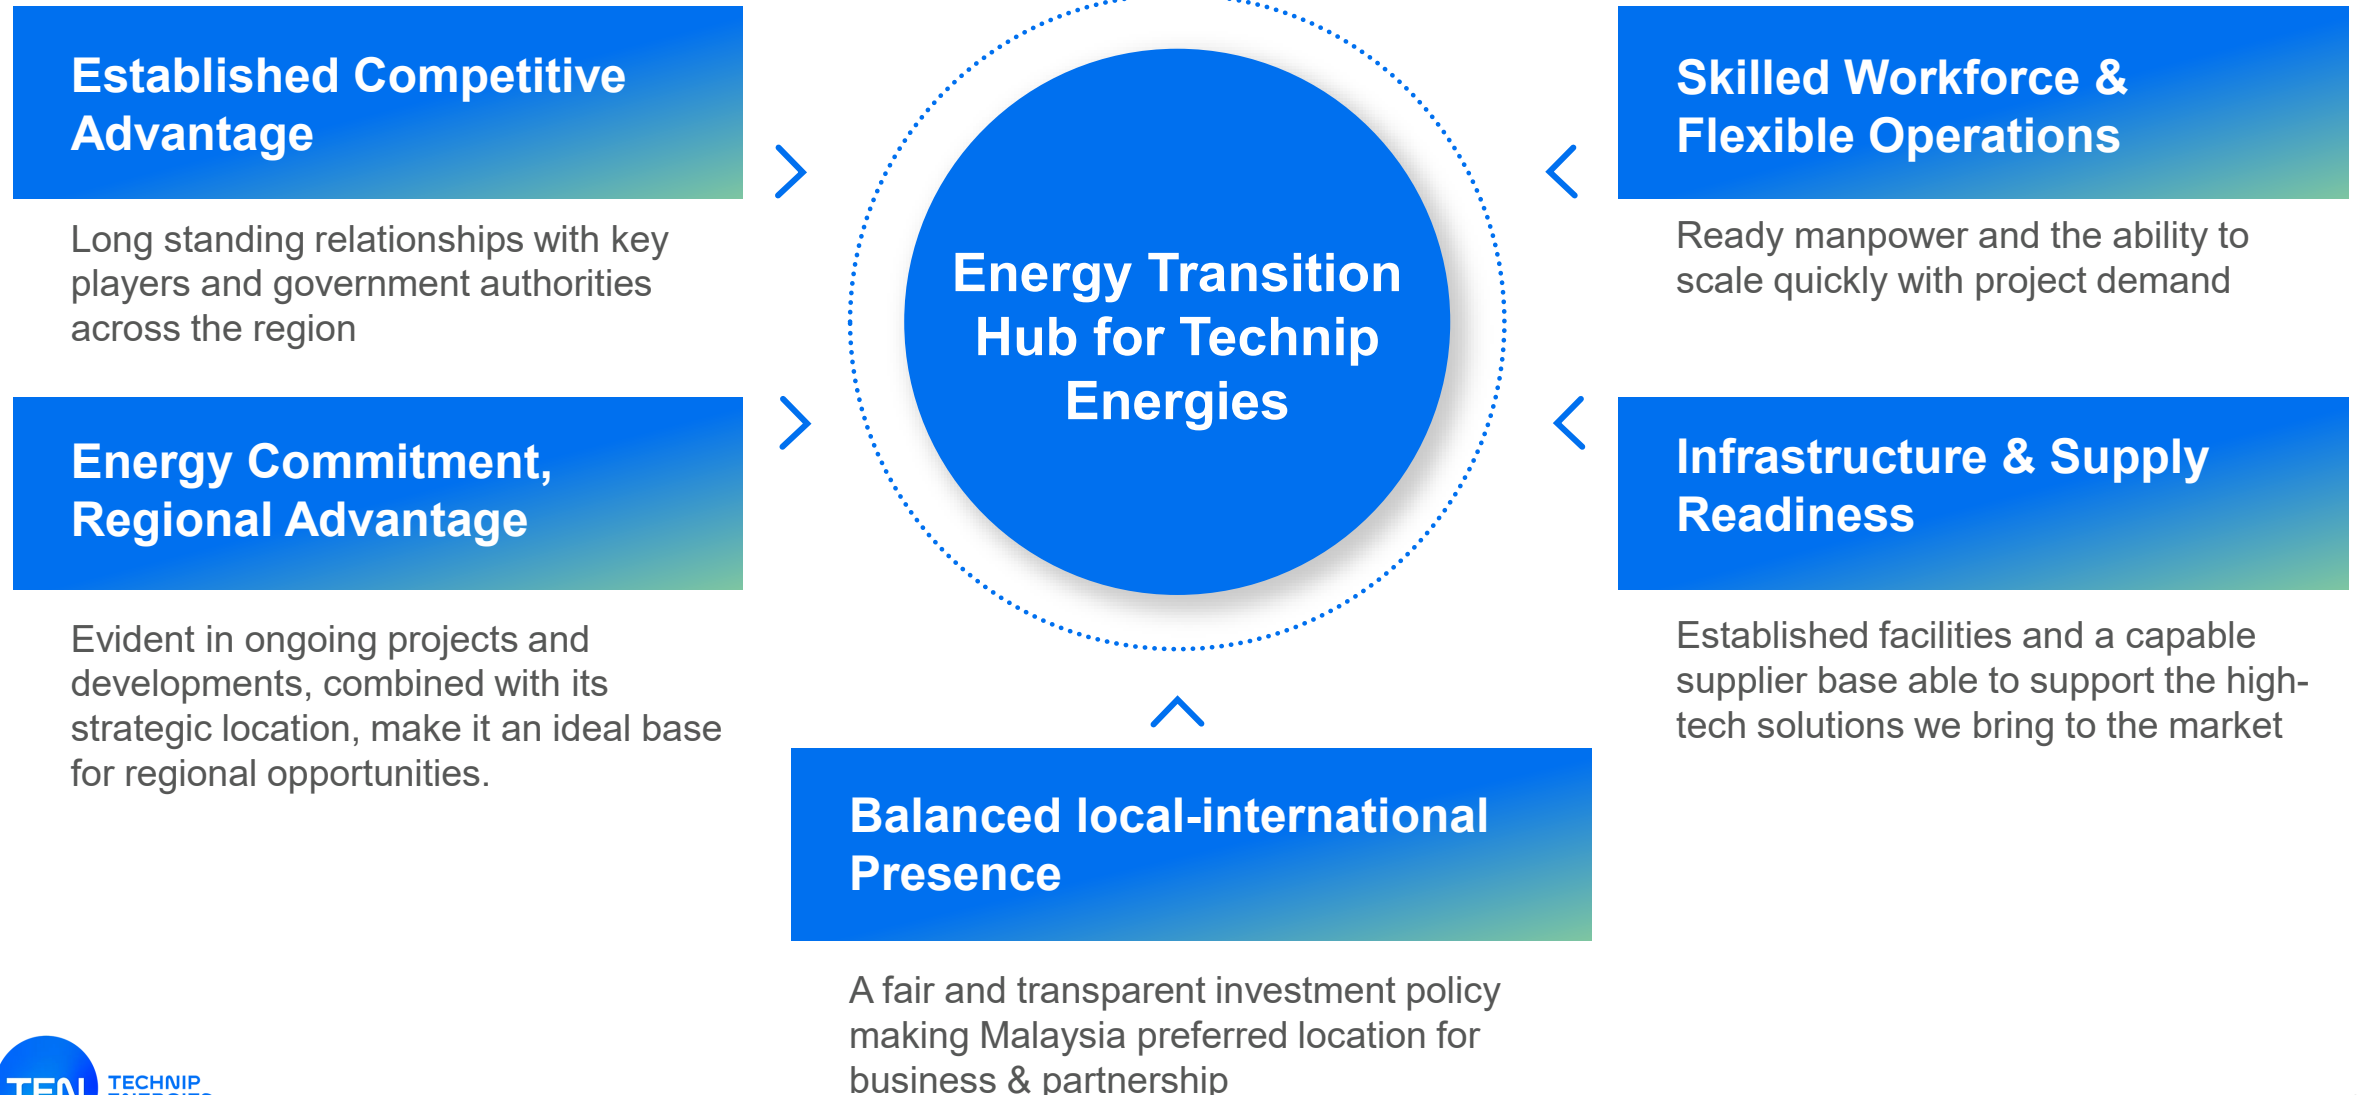 Established Competitive
Advantage
Long standing relationships with key
players and government authorities
across the region
Energy Commitment,
Regional Advantage
Evident in ongoing projects and
developments, combined with its
strategic location, make it an ideal base
for regional opportunities.
Energy Transition
Hub for Technip
Energies
Skilled Workforce &
Flexible Operations
Ready manpower and the ability to
scale quickly with project demand
Infrastructure & Supply
Readiness
Established facilities and a capable
supplier base able to support the high-
tech solutions we bring to the market
Balanced local-international
Presence
A fair and transparent investment policy
making Malaysia preferred location for
business & partnership
TEN
TECHNIP
ENERGIES